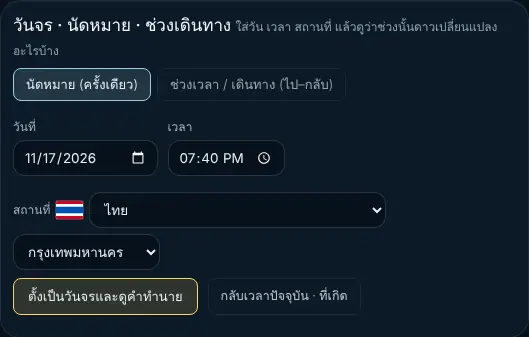 วันจร · นัดหมาย · ช่วงเดินทาง ใส่วัน เวลา สถานที่ แล้วดูว่าช่วงนั้นดาวเปลี่ยนแปลง
อะไรบ้าง
นัดหมาย (ครั้งเดียว) ช่วงเวลา / เดินทาง (ไป–กลับ)
วันที่ เวลา
11/17/2026 07:40 PM
สถานที่ ไทย
กรุงเทพมหานคร
ตั้งเป็นวันจรและดูคำทำนาย กลับเวลาปัจจุบัน · ที่เกิด